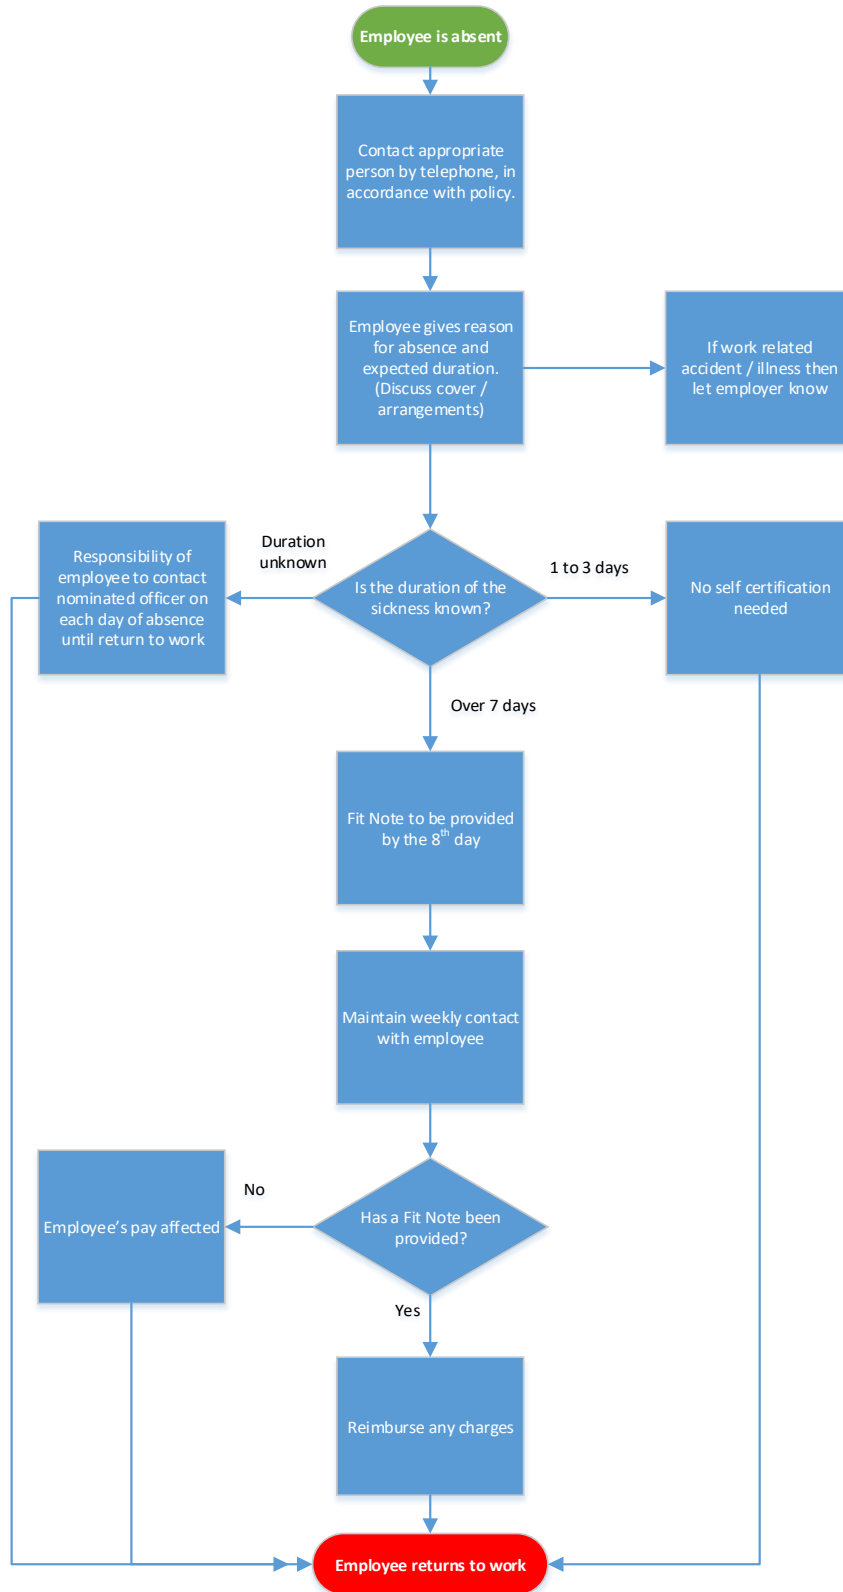 Employee is absent
Contact appropriate
person by telephone, in
accordance with policy.
Employee gives reason
for absence and
expected duration.
(Discuss cover /
arrangements)
If work related
accident / illness then
let employer know
Duration
unknown
Responsibility of
employee to contact
nominated officer on
each day of absence
until return to work
Is the duration of the
sickness known?
1 to 3 days
No self certification
needed
Over 7 days
Fit Note to be provided
by the 8th day
Maintain weekly contact
with employee
No
Employee’s pay affected
Has a Fit Note been
provided?
Yes
Reimburse any charges
Employee returns to work